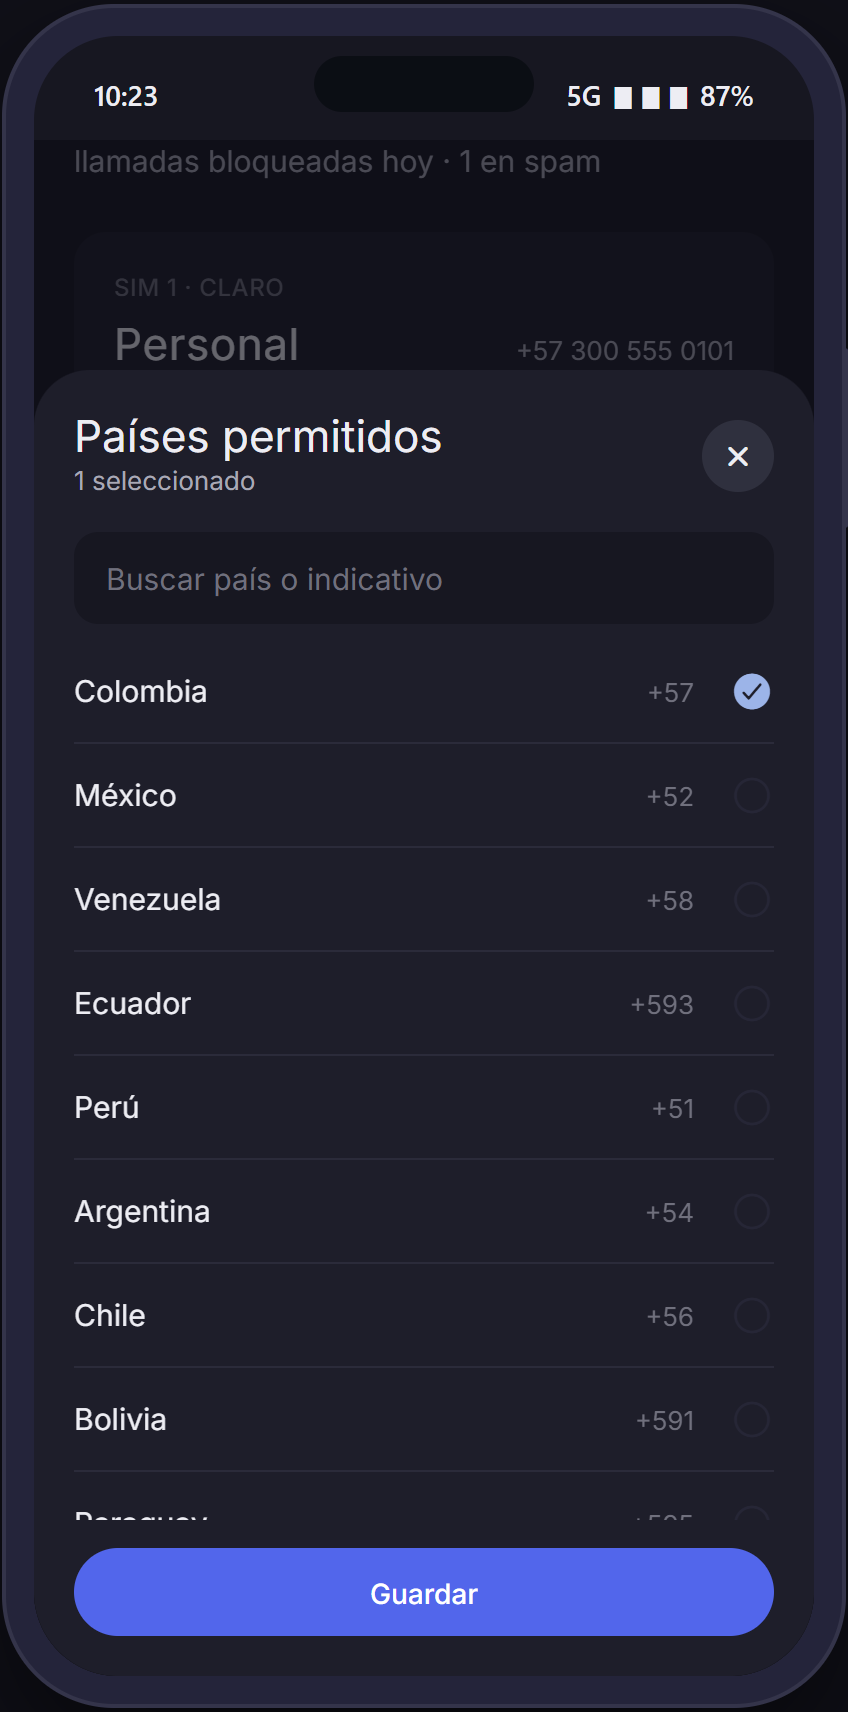 10:23 5G 87%
llamadas bloqueadas hoy · 1 en spam
SIM 1 · CLARO
Personal +57 300 555 0101
Países permitidos
1 seleccionado
Buscar país o indicativo
Colombia +57
México +52
Venezuela +58
Ecuador +593
Perú +51
Argentina +54
Chile +56
Bolivia +591
Paraguay +595
Guardar